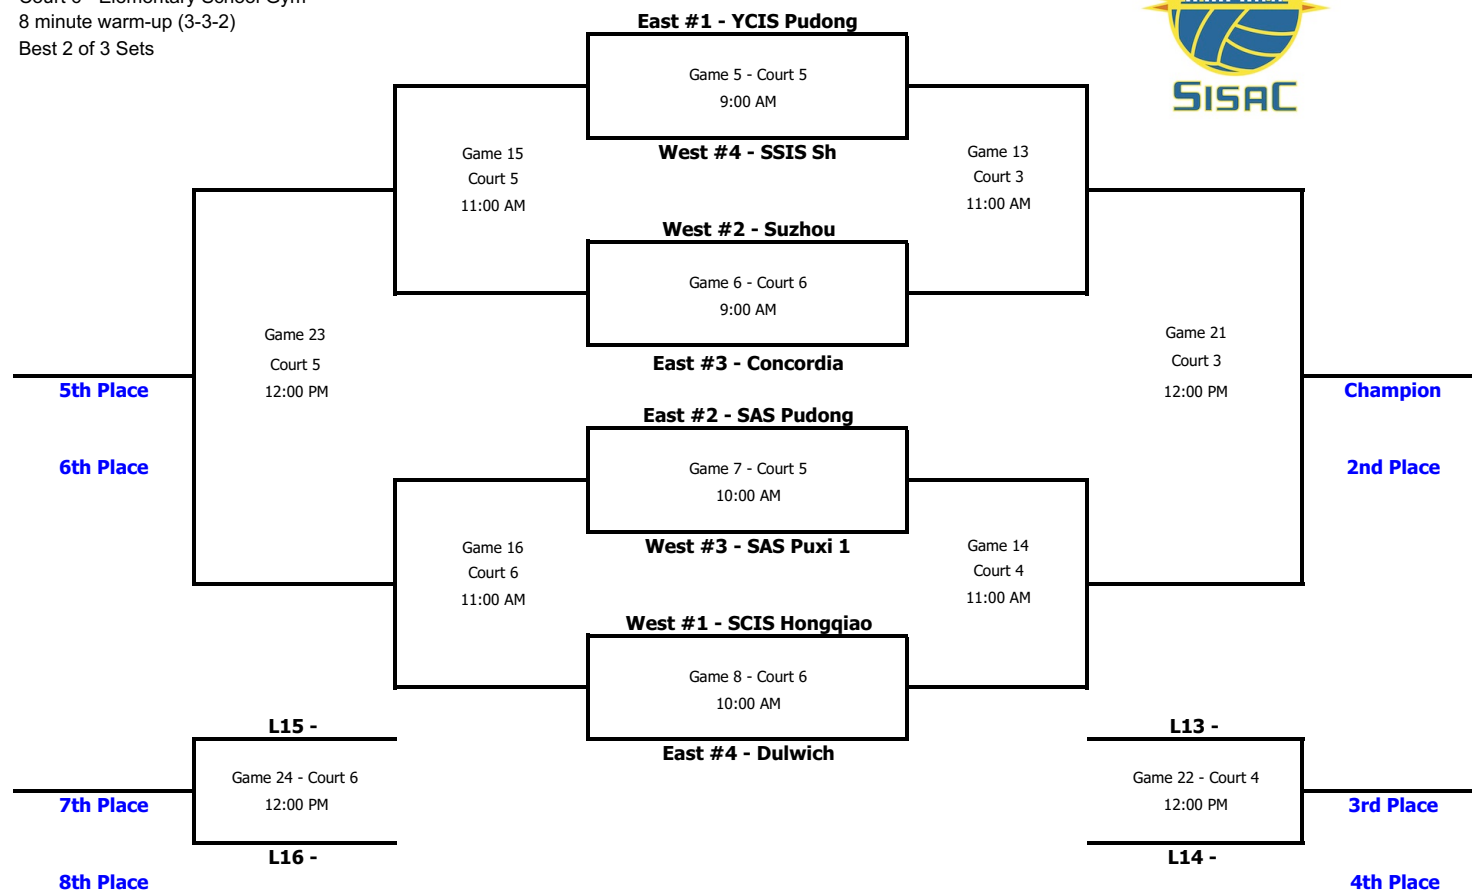 8 minute warm-up (3-3-2)
Best 2 of 3 Sets
SISAC
East #1 - YCIS Pudong
Game 5 - Court 5
9:00 AM
West #4 - SSIS Sh
Game 15
Court 5
11:00 AM
Game 13
Court 3
11:00 AM
West #2 - Suzhou
Game 6 - Court 6
9:00 AM
East #3 - Concordia
Game 23
Court 5
12:00 PM
Game 21
Court 3
12:00 PM
5th Place
Champion
East #2 - SAS Pudong
6th Place
2nd Place
Game 7 - Court 5
10:00 AM
West #3 - SAS Puxi 1
Game 16
Court 6
11:00 AM
Game 14
Court 4
11:00 AM
West #1 - SCIS Hongqiao
Game 8 - Court 6
10:00 AM
East #4 - Dulwich
L15 -
L13 -
Game 24 - Court 6
12:00 PM
Game 22 - Court 4
12:00 PM
7th Place
3rd Place
L16 -
L14 -
8th Place
4th Place